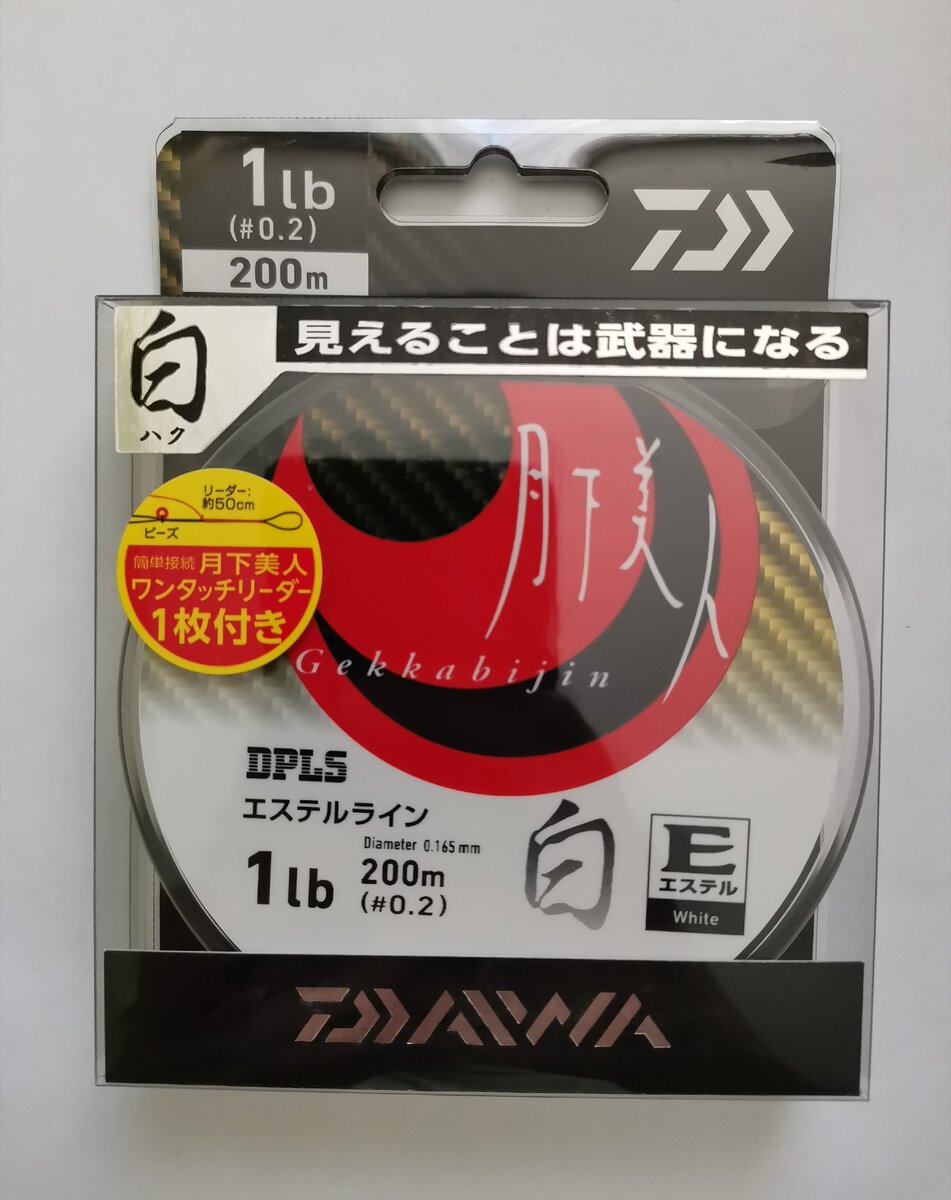 1lb
(#0.2)
200m
白
ハク
見えることは武器になる
月下美人
Gekkabijin
リーダー:
約50cm
ビーズ
簡単接続 月下美人
ワンタッチリーダー
1枚付き
DPLS
エステルライン
Diameter 0.165mm
1lb 200m
(#0.2)
白
E
エステル
White
DAIWA